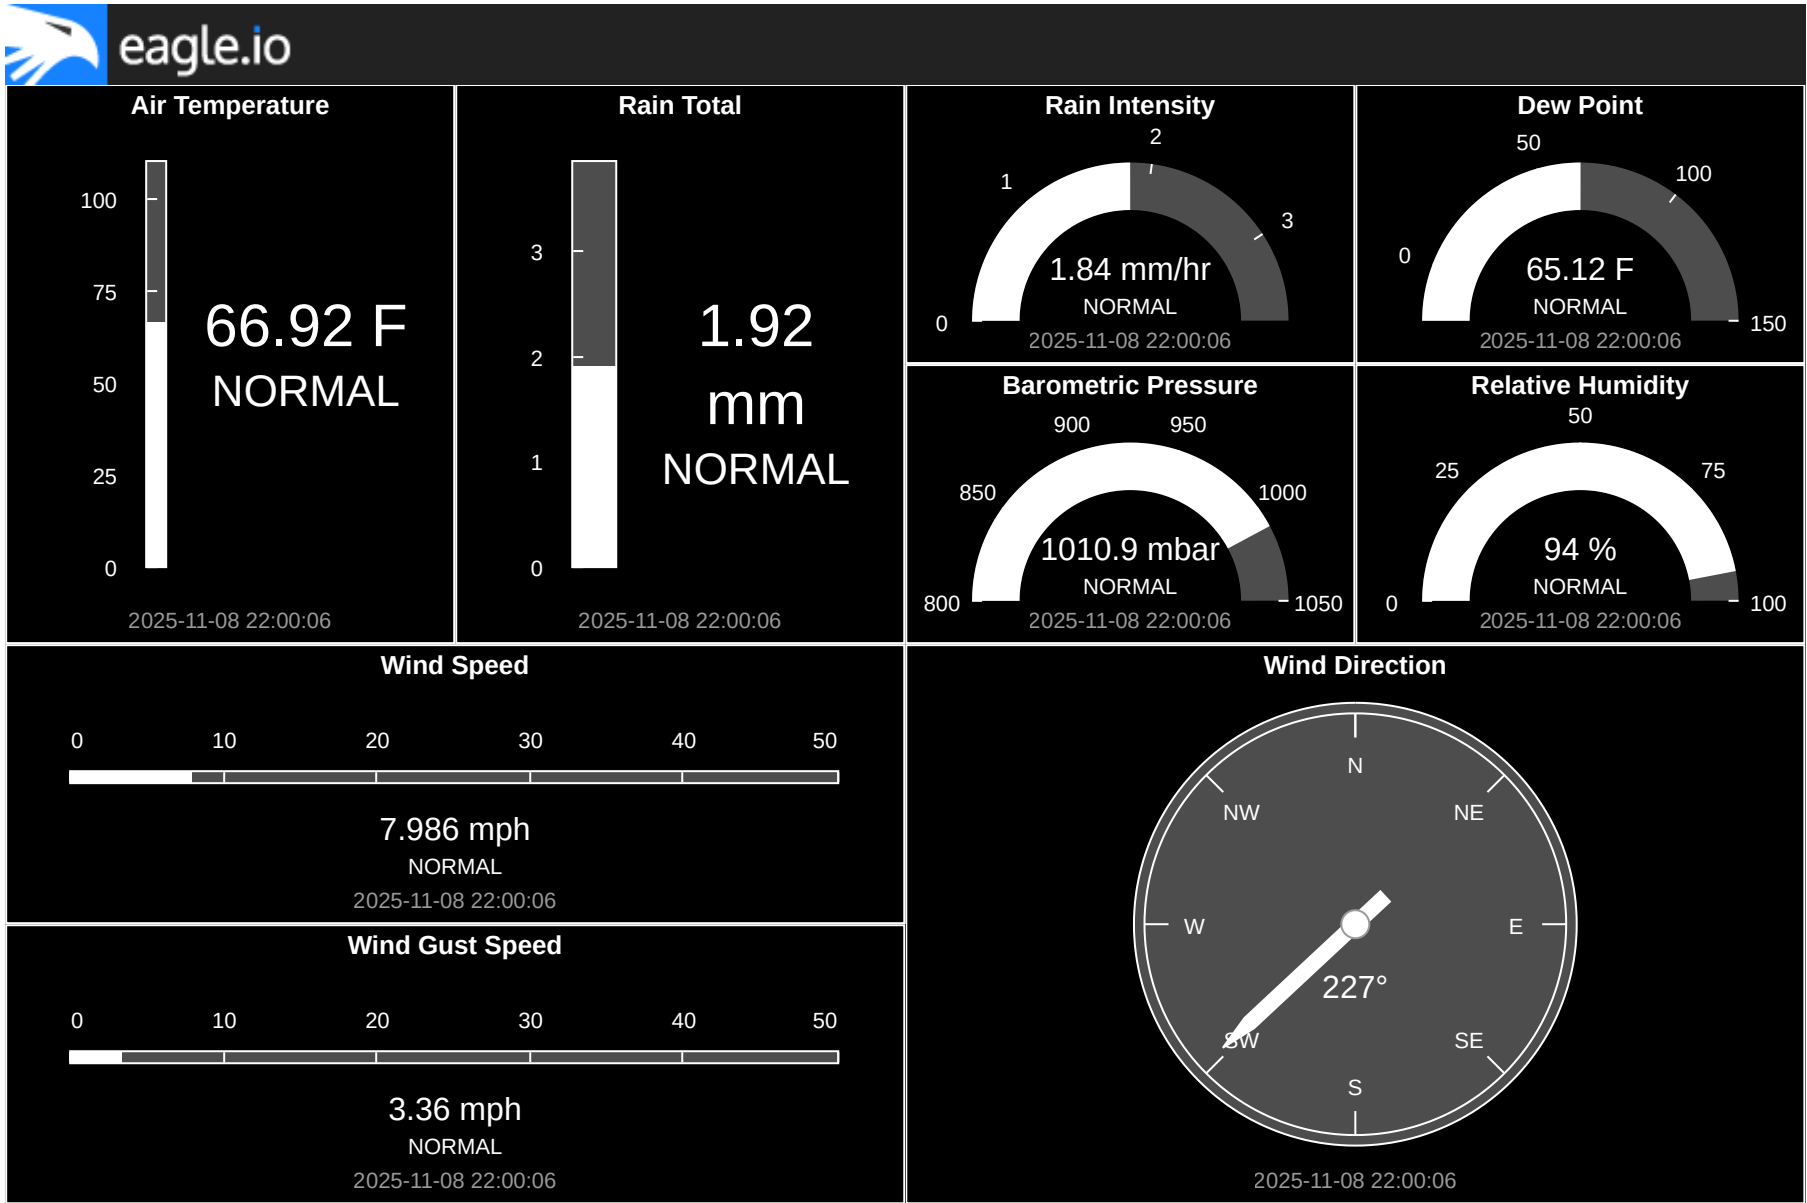 eagle.io
Air Temperature
100
75
50
25
0
66.92 F
NORMAL
2025-11-08 22:00:06
Rain Total
3
2
1
0
1.92
mm
NORMAL
2025-11-08 22:00:06
Rain Intensity
0
1
2
3
1.84 mm/hr
NORMAL
2025-11-08 22:00:06
Dew Point
0
50
100
150
65.12 F
NORMAL
2025-11-08 22:00:06
Barometric Pressure
800
850
900
950
1000
1050
1010.9 mbar
NORMAL
2025-11-08 22:00:06
Relative Humidity
0
25
50
75
100
94 %
NORMAL
2025-11-08 22:00:06
Wind Speed
0 10 20 30 40 50
7.986 mph
NORMAL
2025-11-08 22:00:06
Wind Gust Speed
0 10 20 30 40 50
3.36 mph
NORMAL
2025-11-08 22:00:06
Wind Direction
N
NW NE
W E
227°
SW SE
S
2025-11-08 22:00:06